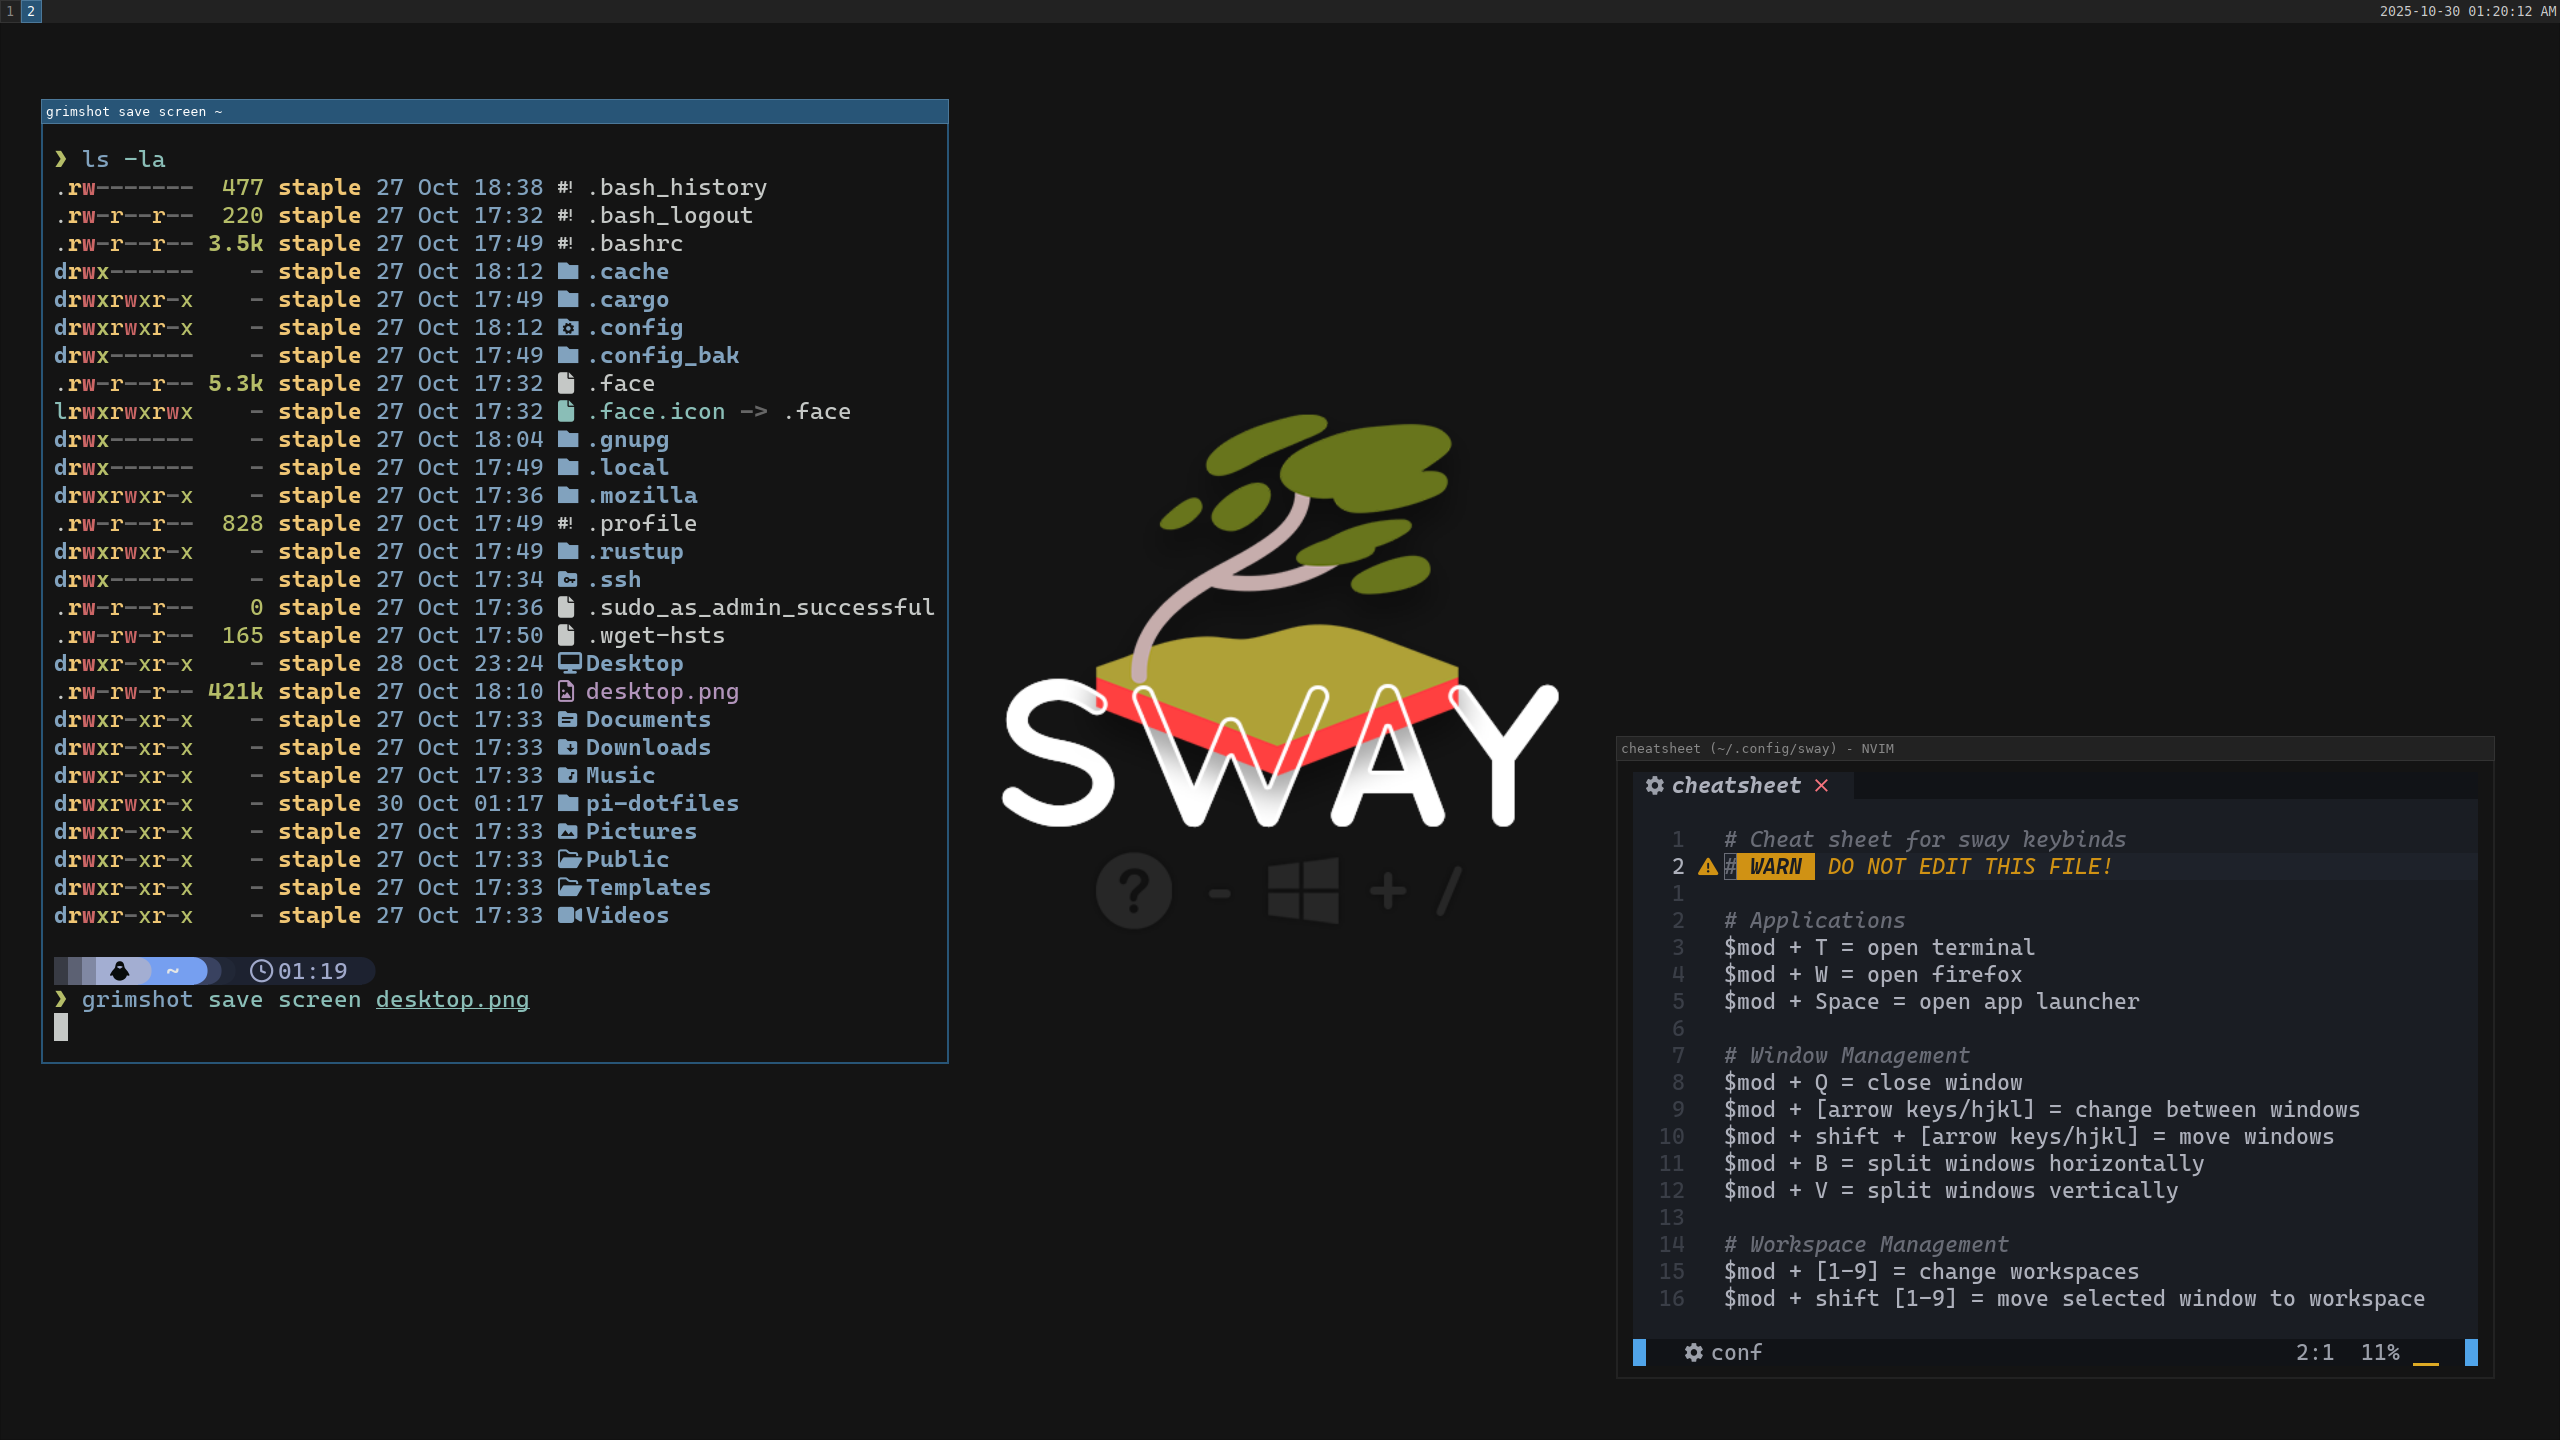 1 2 2025-10-30 01:20:12 AM
grimshot save screen ~
❯ ls -la
.rw------- 477 staple 27 Oct 18:38 #! .bash_history
.rw-r--r-- 220 staple 27 Oct 17:32 #! .bash_logout
.rw-r--r-- 3.5k staple 27 Oct 17:49 #! .bashrc
drwx------ - staple 27 Oct 18:12 .cache
drwxrwxr-x - staple 27 Oct 17:49 .cargo
drwxrwxr-x - staple 27 Oct 18:12 .config
drwx------ - staple 27 Oct 17:49 .config_bak
.rw-r--r-- 5.3k staple 27 Oct 17:32 .face
lrwxrwxrwx - staple 27 Oct 17:32 .face.icon -> .face
drwx------ - staple 27 Oct 18:04 .gnupg
drwx------ - staple 27 Oct 17:49 .local
drwxrwxr-x - staple 27 Oct 17:36 .mozilla
.rw-r--r-- 828 staple 27 Oct 17:49 #! .profile
drwxrwxr-x - staple 27 Oct 17:49 .rustup
drwx------ - staple 27 Oct 17:34 .ssh
.rw-r--r-- 0 staple 27 Oct 17:36 .sudo_as_admin_successful
.rw-rw-r-- 165 staple 27 Oct 17:50 .wget-hsts
drwxr-xr-x - staple 28 Oct 23:24 Desktop
.rw-rw-r-- 421k staple 27 Oct 18:10 desktop.png
drwxr-xr-x - staple 27 Oct 17:33 Documents
drwxr-xr-x - staple 27 Oct 17:33 Downloads
drwxr-xr-x - staple 27 Oct 17:33 Music
drwxrwxr-x - staple 30 Oct 01:17 pi-dotfiles
drwxr-xr-x - staple 27 Oct 17:33 Pictures
drwxr-xr-x - staple 27 Oct 17:33 Public
drwxr-xr-x - staple 27 Oct 17:33 Templates
drwxr-xr-x - staple 27 Oct 17:33 Videos
~ 01:19
❯ grimshot save screen desktop.png
SWAY
? - + /
cheatsheet (~/.config/sway) - NVIM
cheatsheet ✕
1 # Cheat sheet for sway keybinds
2 # WARN DO NOT EDIT THIS FILE!
1
2 # Applications
3 $mod + T = open terminal
4 $mod + W = open firefox
5 $mod + Space = open app launcher
6
7 # Window Management
8 $mod + Q = close window
9 $mod + [arrow keys/hjkl] = change between windows
10 $mod + shift + [arrow keys/hjkl] = move windows
11 $mod + B = split windows horizontally
12 $mod + V = split windows vertically
13
14 # Workspace Management
15 $mod + [1-9] = change workspaces
16 $mod + shift [1-9] = move selected window to workspace
conf 2:1 11% __